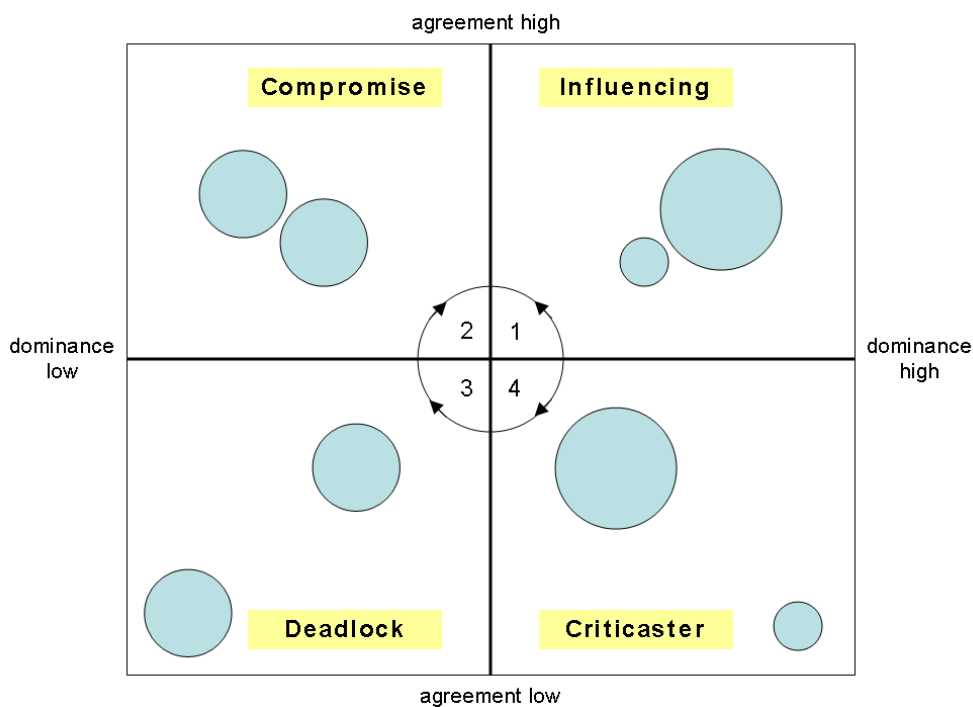 agreement high
Compromise
Influencing
2
1
dominance
low
dominance
high
3
4
Deadlock
Criticaster
agreement low